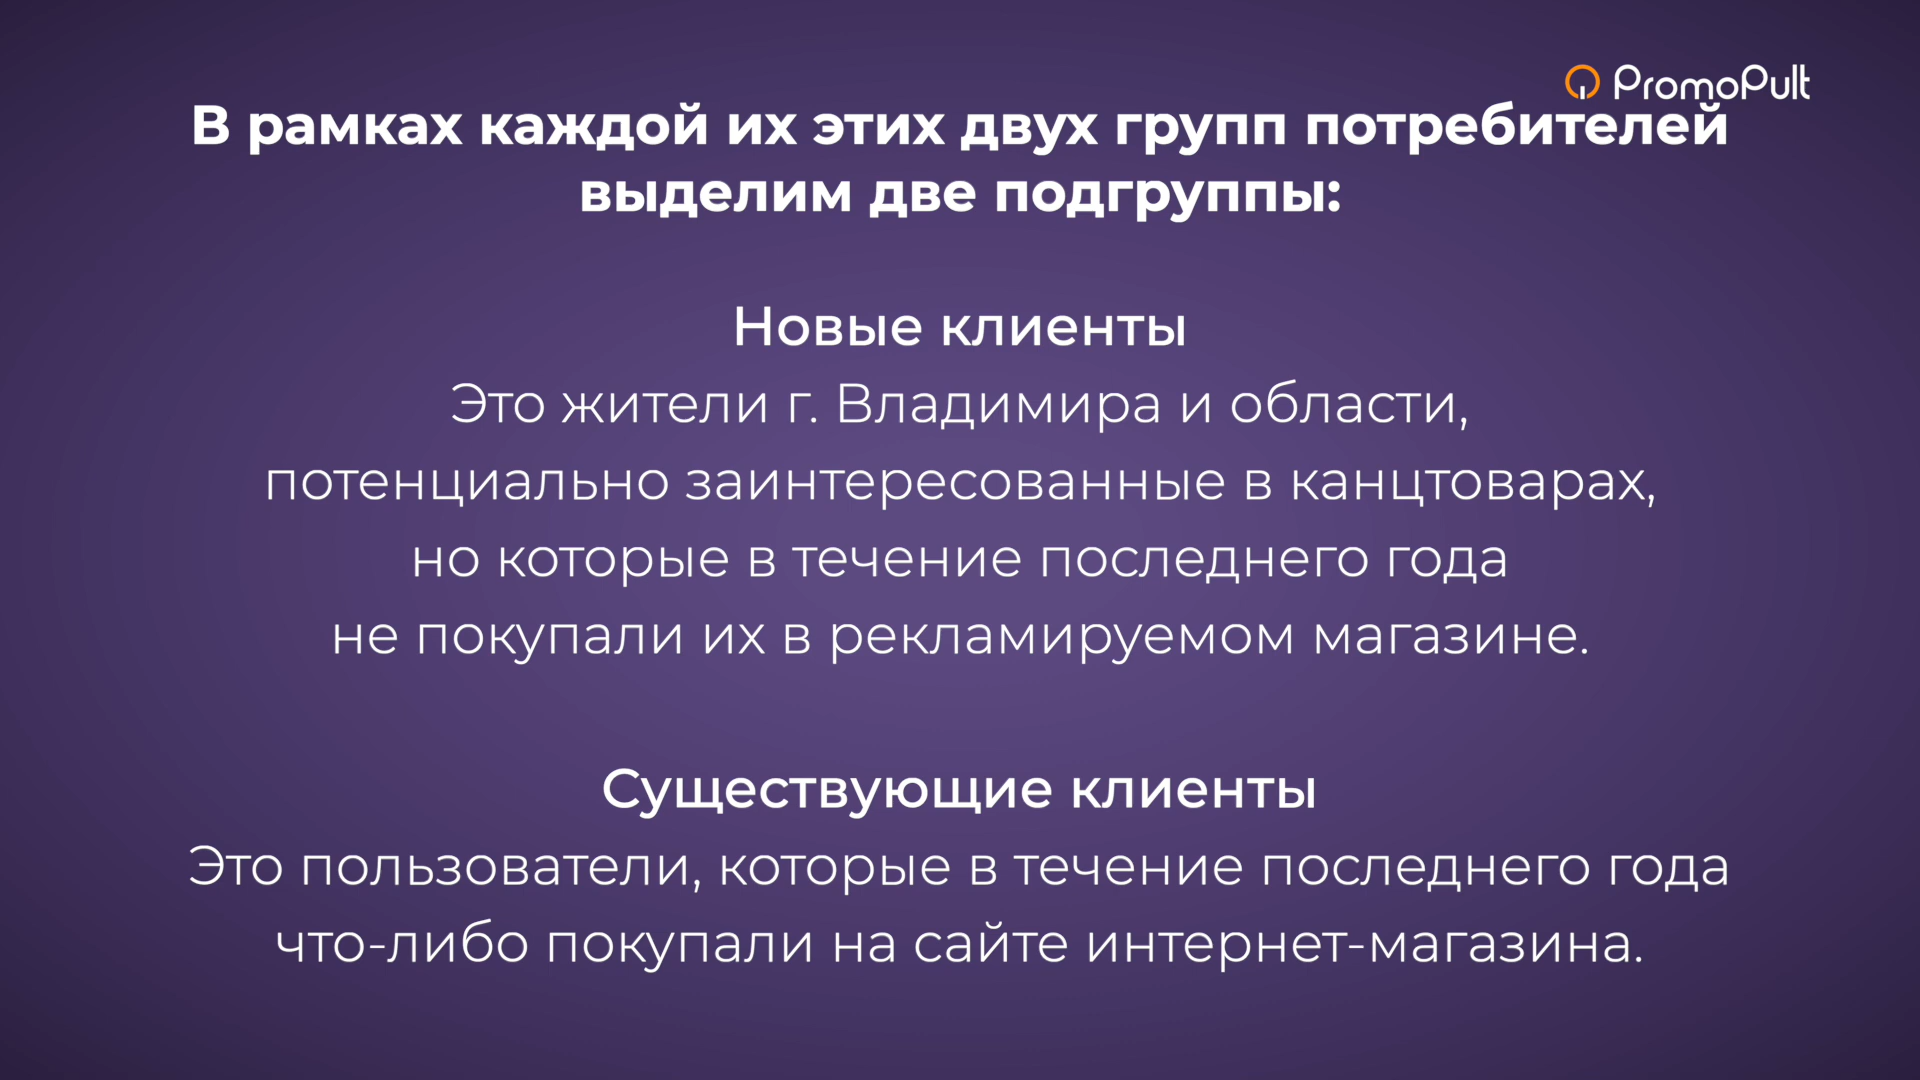 PromoPult
В рамках каждой их этих двух групп потребителей
выделим две подгруппы:
Новые клиенты
Это жители г. Владимира и области,
потенциально заинтересованные в канцтоварах,
но которые в течение последнего года
не покупали их в рекламируемом магазине.
Существующие клиенты
Это пользователи, которые в течение последнего года
что-либо покупали на сайте интернет-магазина.